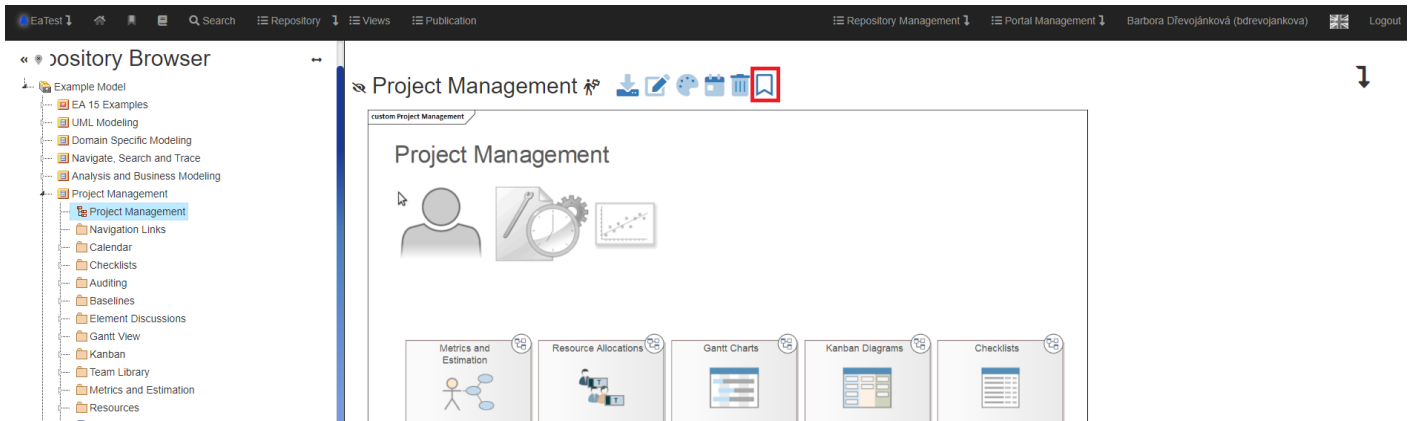 EaTest
Search
Repository
Views
Publication
Repository Management
Portal Management
Barbora Dřevojánková (bdrevojankova)
Logout
pository Browser
Example Model
EA 15 Examples
UML Modeling
Domain Specific Modeling
Navigate, Search and Trace
Analysis and Business Modeling
Project Management
Project Management
Navigation Links
Calendar
Checklists
Auditing
Baselines
Element Discussions
Gantt View
Kanban
Team Library
Metrics and Estimation
Resources
Project Management
custom Project Management
Project Management
Metrics and
Estimation
Resource Allocations
T
T
Gantt Charts
Kanban Diagrams
Checklists